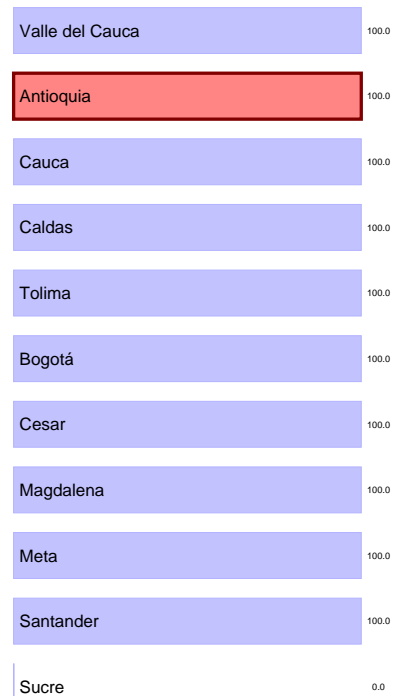 Valle del Cauca 100.0
Antioquia 100.0
Cauca 100.0
Caldas 100.0
Tolima 100.0
Bogotá 100.0
Cesar 100.0
Magdalena 100.0
Meta 100.0
Santander 100.0
Sucre 0.0